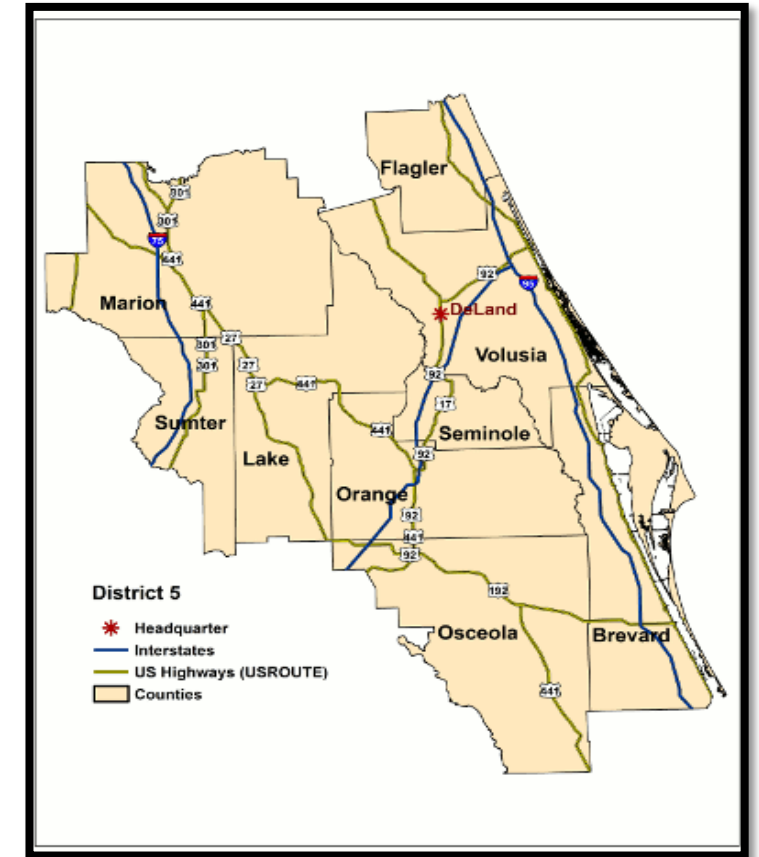 Flagler
301
301
75
441
92
95
Marion
441
DeLand
301
27
Volusia
301
27
92
27
441
17
Sumter
441
Seminole
Lake
92
Orange
92
441
92
District 5
192
Headquarter
Osceola
Brevard
Interstates
US Highways (USROUTE)
441
Counties